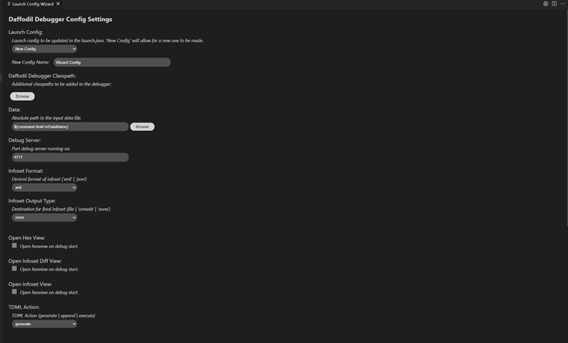 Launch Config Wizard
Daffodil Debugger Config Settings
Launch Config:
Launch config to be updated in the launch.json. 'New Config' will allow for a new one to be made.
New Config
New Config Name: Wizard Config
Daffodil Debugger Classpath:
Additional classpaths to be added to the debugger:
Browse
Data:
Absolute path to the input data file.
${command:AskForDataName} Browse
Debug Server:
Port debug server running on.
4711
Infoset Format:
Desired format of infoset ('xml' | 'json')
xml
Infoset Output Type:
Destination for final Infoset (file | 'console' | 'none')
none
Open Hex View:
Open hexview on debug start.
Open Infoset Diff View:
Open hexview on debug start.
Open Infoset View:
Open hexview on debug start.
TDML Action:
TDML Action (generate | append | execute)
generate